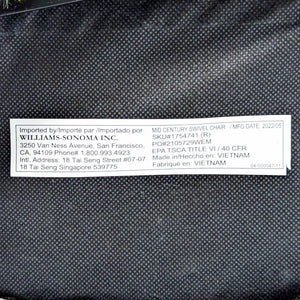 Imported by/Importé par /Importado por
WILLIAMS-SONOMA INC.
3250 Van Ness Avenue, San Francisco,
CA, 94109 Phone# 1.800.993.4923
Intl. Address: 18 Tai Seng Street #07-07
18 Tai Seng Singapore 539775
MID CENTURY SWIVEL CHAIR / MFG DATE: 2022/05
SKU#1754741 (R)
PO#2105729WEM
EPA TSCA TITLE VI / 40 CFR
Made in/Hecho en: VIETNAM
Fabriqué en: VIETNAM